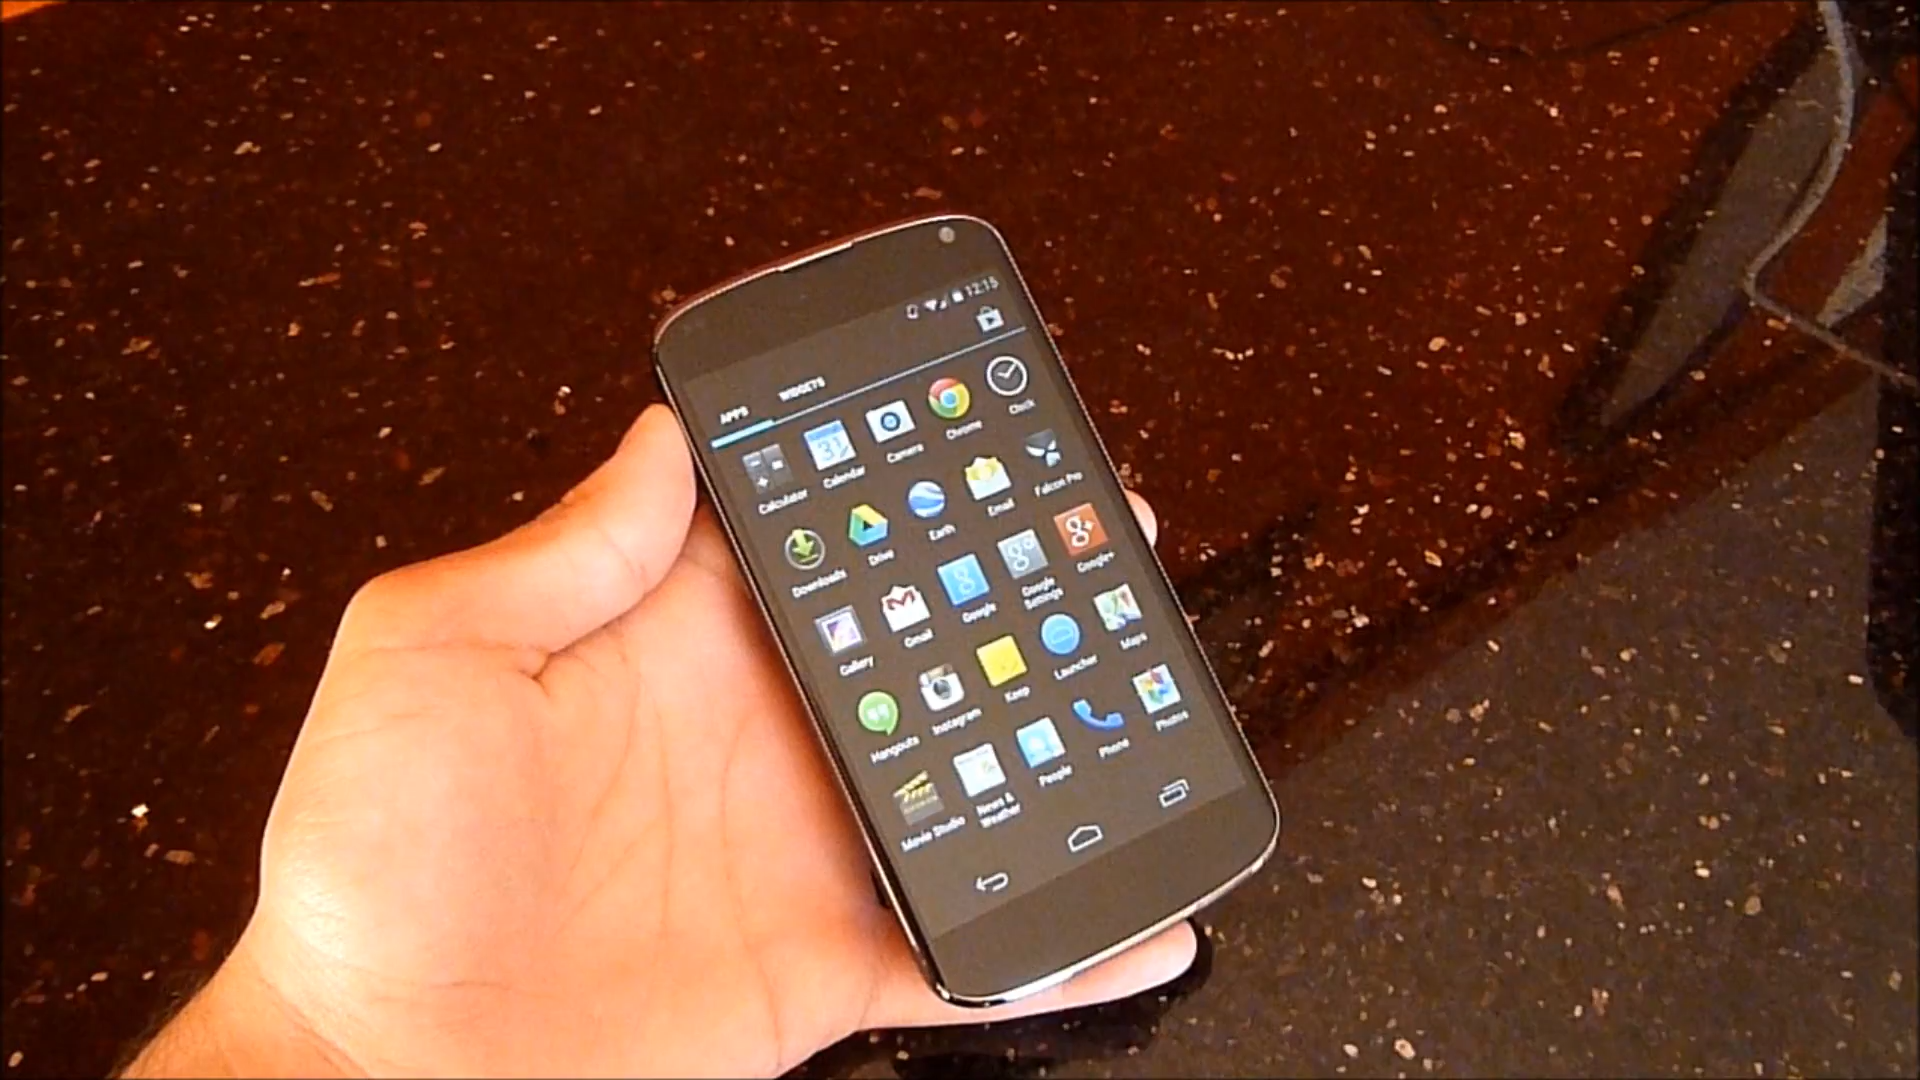 12:15
APPS WIDGETS
Calculator Calendar Camera Chrome Clock
31
Downloads Drive Earth Email Falcon Pro
Gallery Gmail Google Google Settings Google+
Hangouts Instagram Keep Launcher Maps
Movie Studio News & Weather People Phone Photos